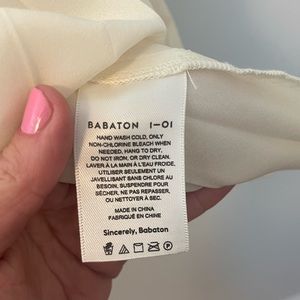 BABATON 1-01
HAND WASH COLD, ONLY
NON-CHLORINE BLEACH WHEN
NEEDED, HANG TO DRY,
DO NOT IRON, OR DRY CLEAN.
LAVER À LA MAIN À L'EAU FROIDE,
UTILISER SEULEMENT UN
JAVELLISANT SANS CHLORE AU
BESOIN, SUSPENDRE POUR
SÉCHER, NE PAS REPASSER,
OU NETTOYER À SEC.
MADE IN CHINA
FABRIQUÉ EN CHINE
Sincerely, Babaton